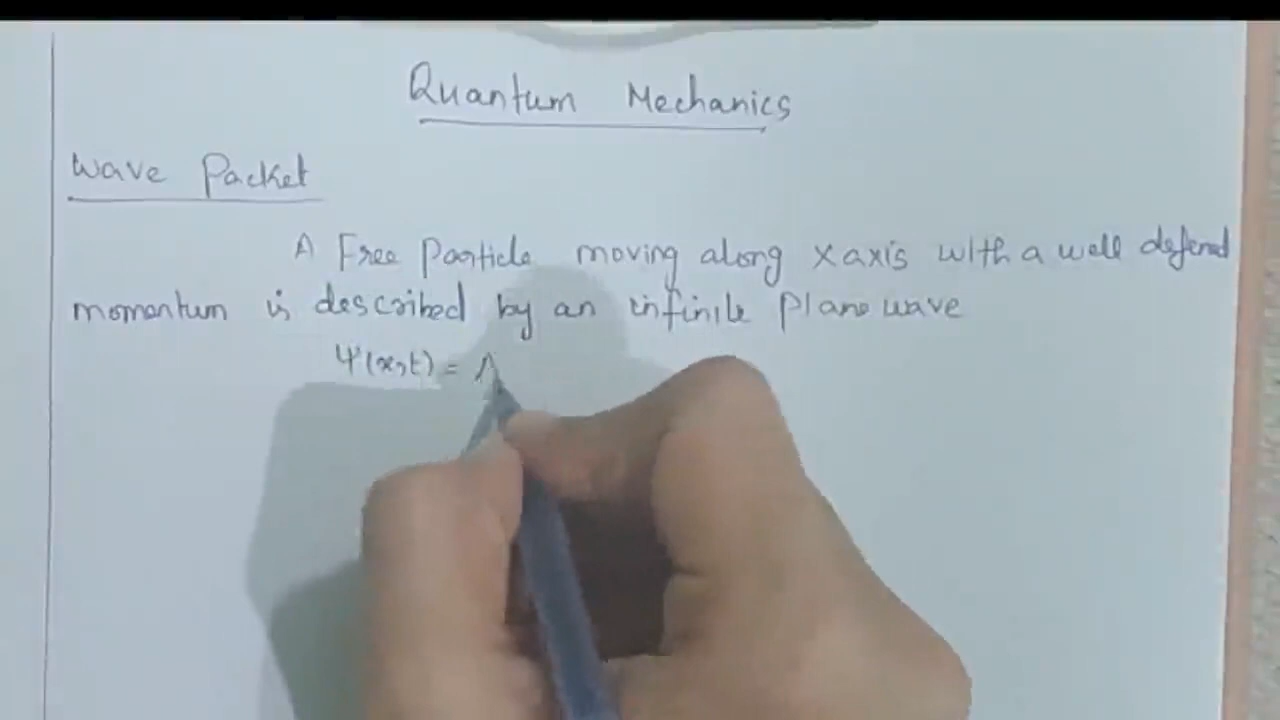 Quantum Mechanics
Wave Packet
A Free Particle moving along x axis with a well defined
momentum is described by an infinite Plane wave
Ψ(x,t) = A